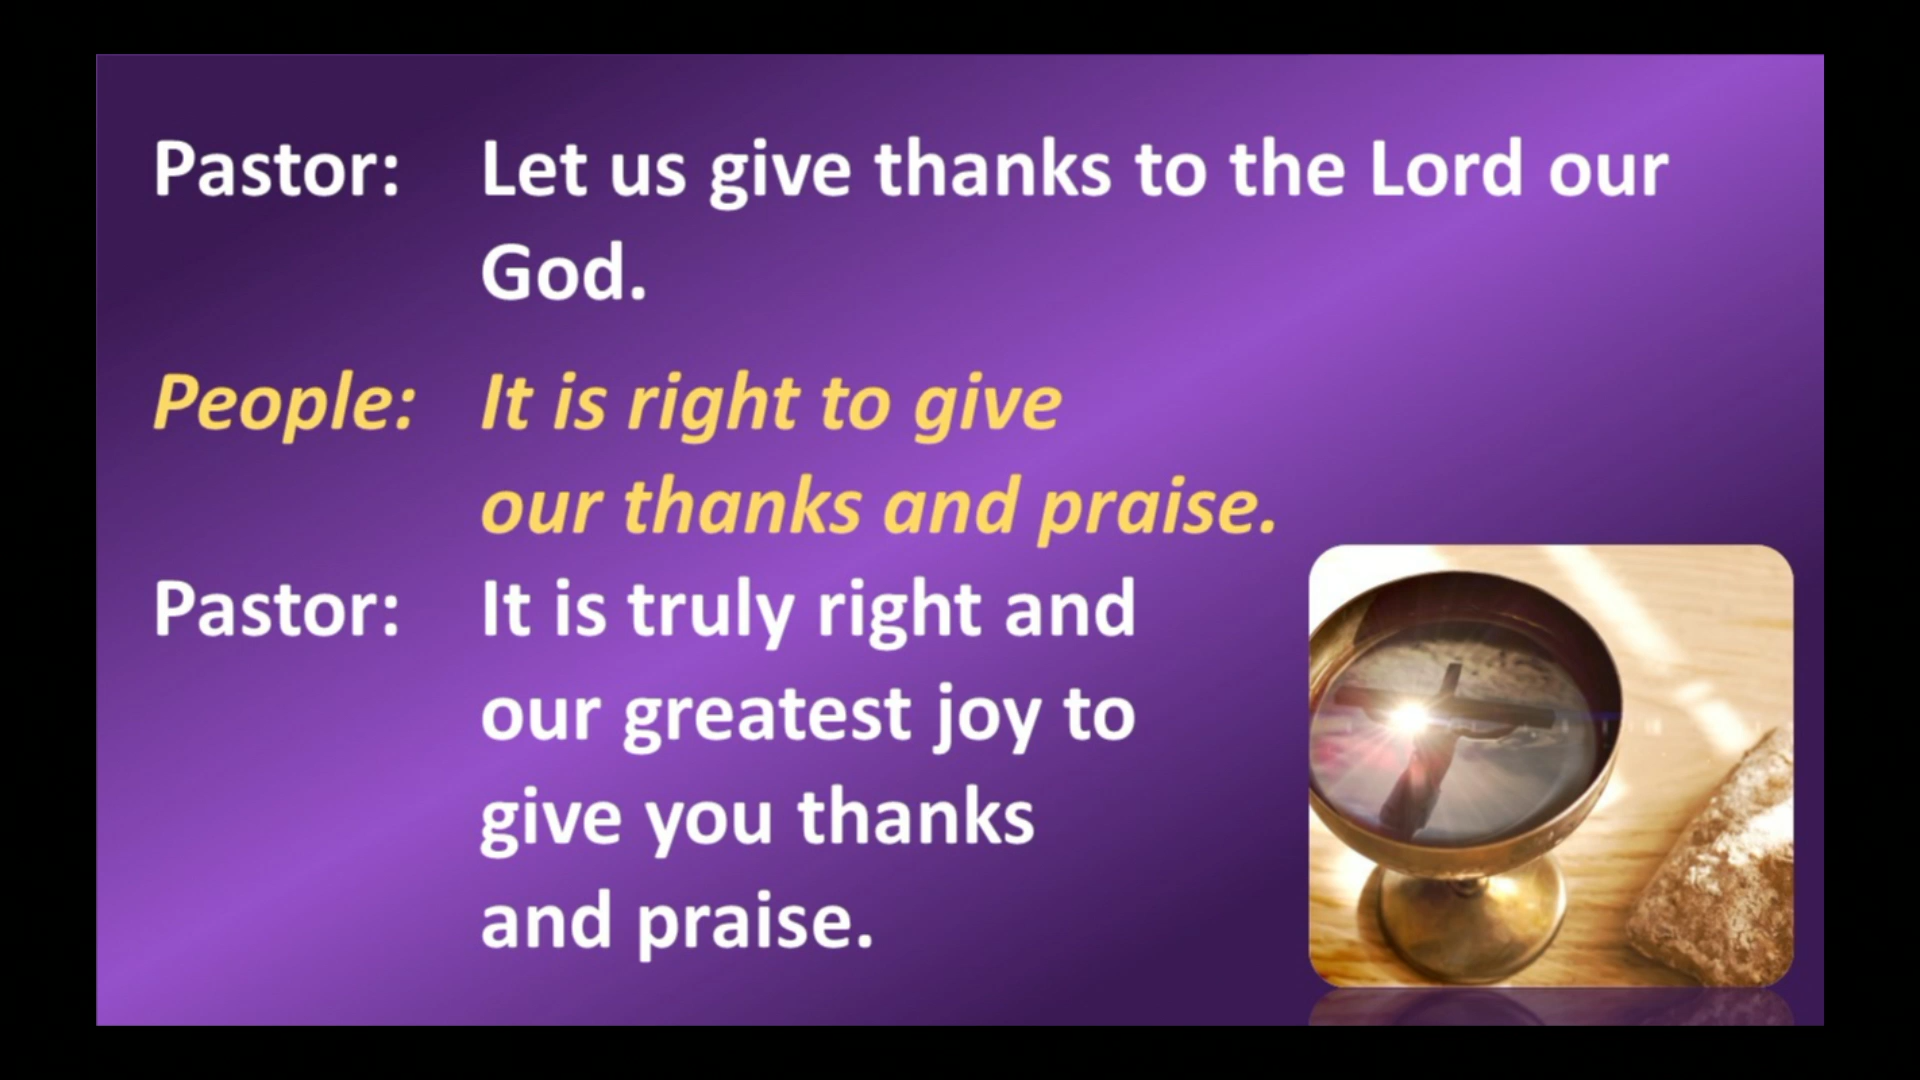 Pastor: Let us give thanks to the Lord our
God.
People: It is right to give
our thanks and praise.
Pastor: It is truly right and
our greatest joy to
give you thanks
and praise.